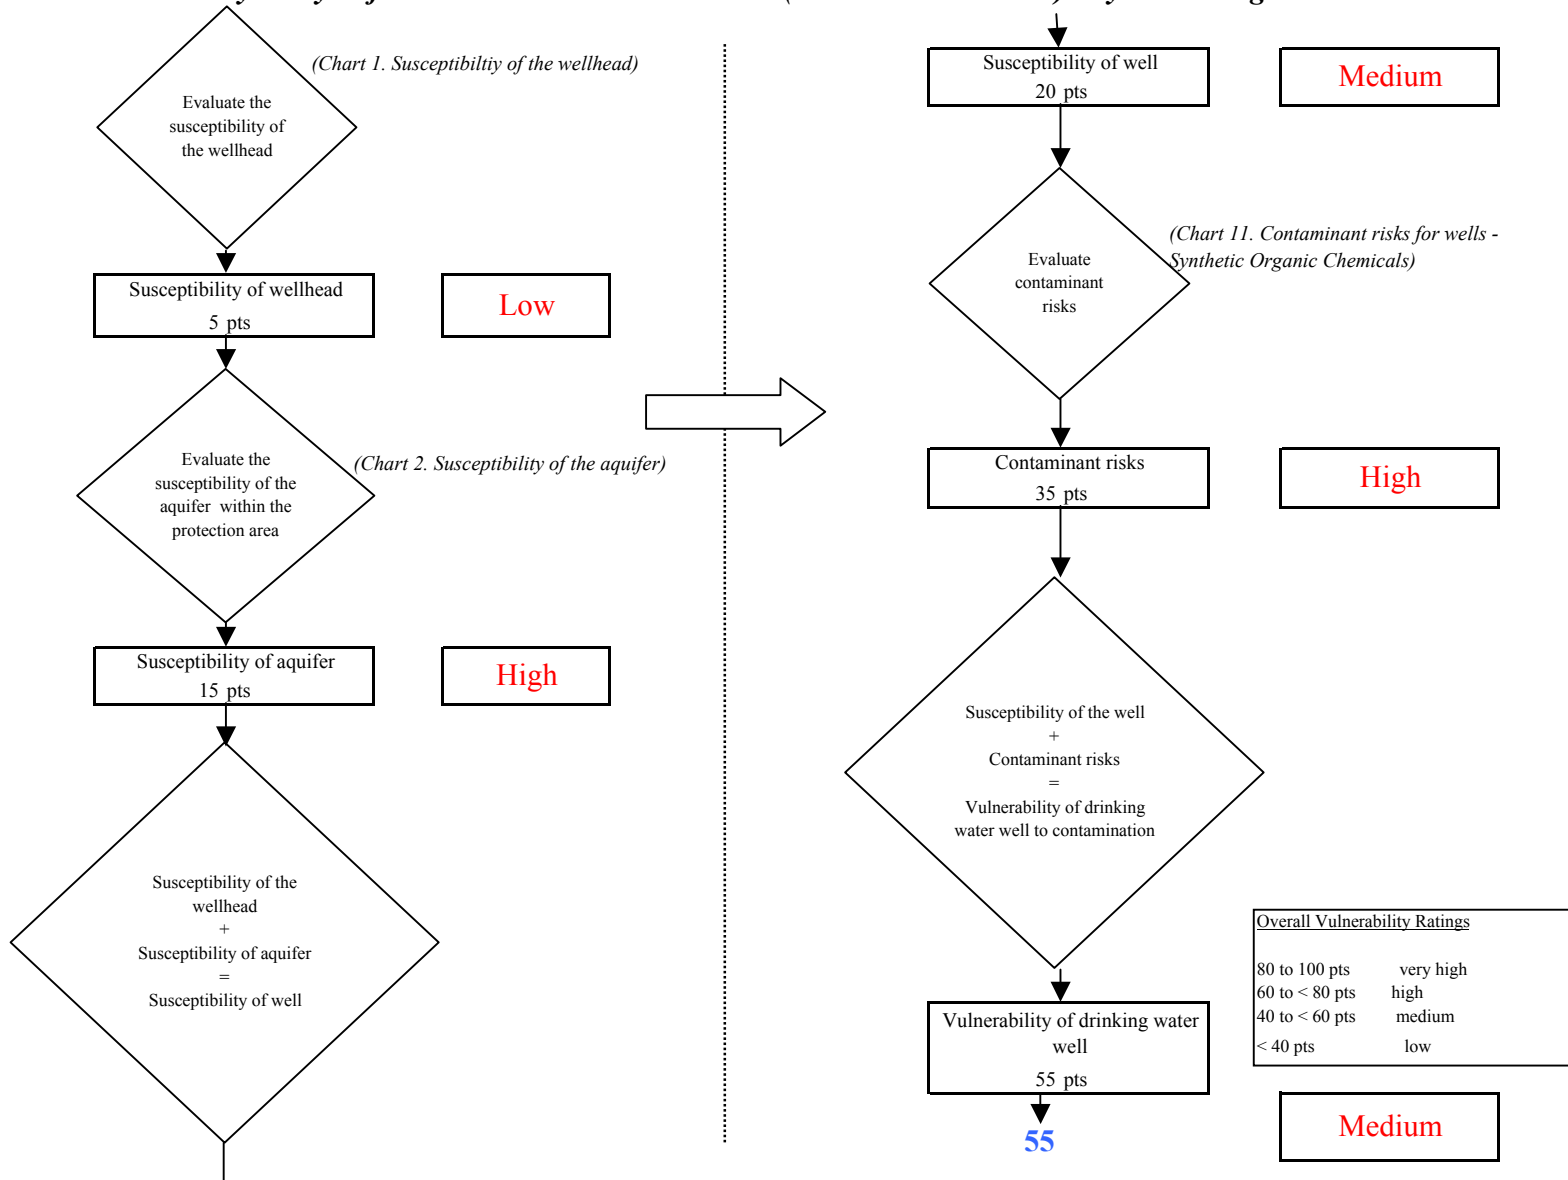 (Chart 1. Susceptibiltiy of the wellhead)
Evaluate the
susceptibility of
the wellhead
Susceptibility of wellhead
5 pts
Low
Evaluate the
susceptibility of the
aquifer within the
protection area
(Chart 2. Susceptibility of the aquifer)
Susceptibility of aquifer
15 pts
High
Susceptibility of the
wellhead
+
Susceptibility of aquifer
=
Susceptibility of well
Susceptibility of well
20 pts
Medium
Evaluate
contaminant
risks
(Chart 11. Contaminant risks for wells -
Synthetic Organic Chemicals)
Contaminant risks
35 pts
High
Susceptibility of the well
+
Contaminant risks
=
Vulnerability of drinking
water well to contamination
Overall Vulnerability Ratings
80 to 100 pts very high
60 to < 80 pts high
40 to < 60 pts medium
< 40 pts low
Vulnerability of drinking water
well
55 pts
55
Medium